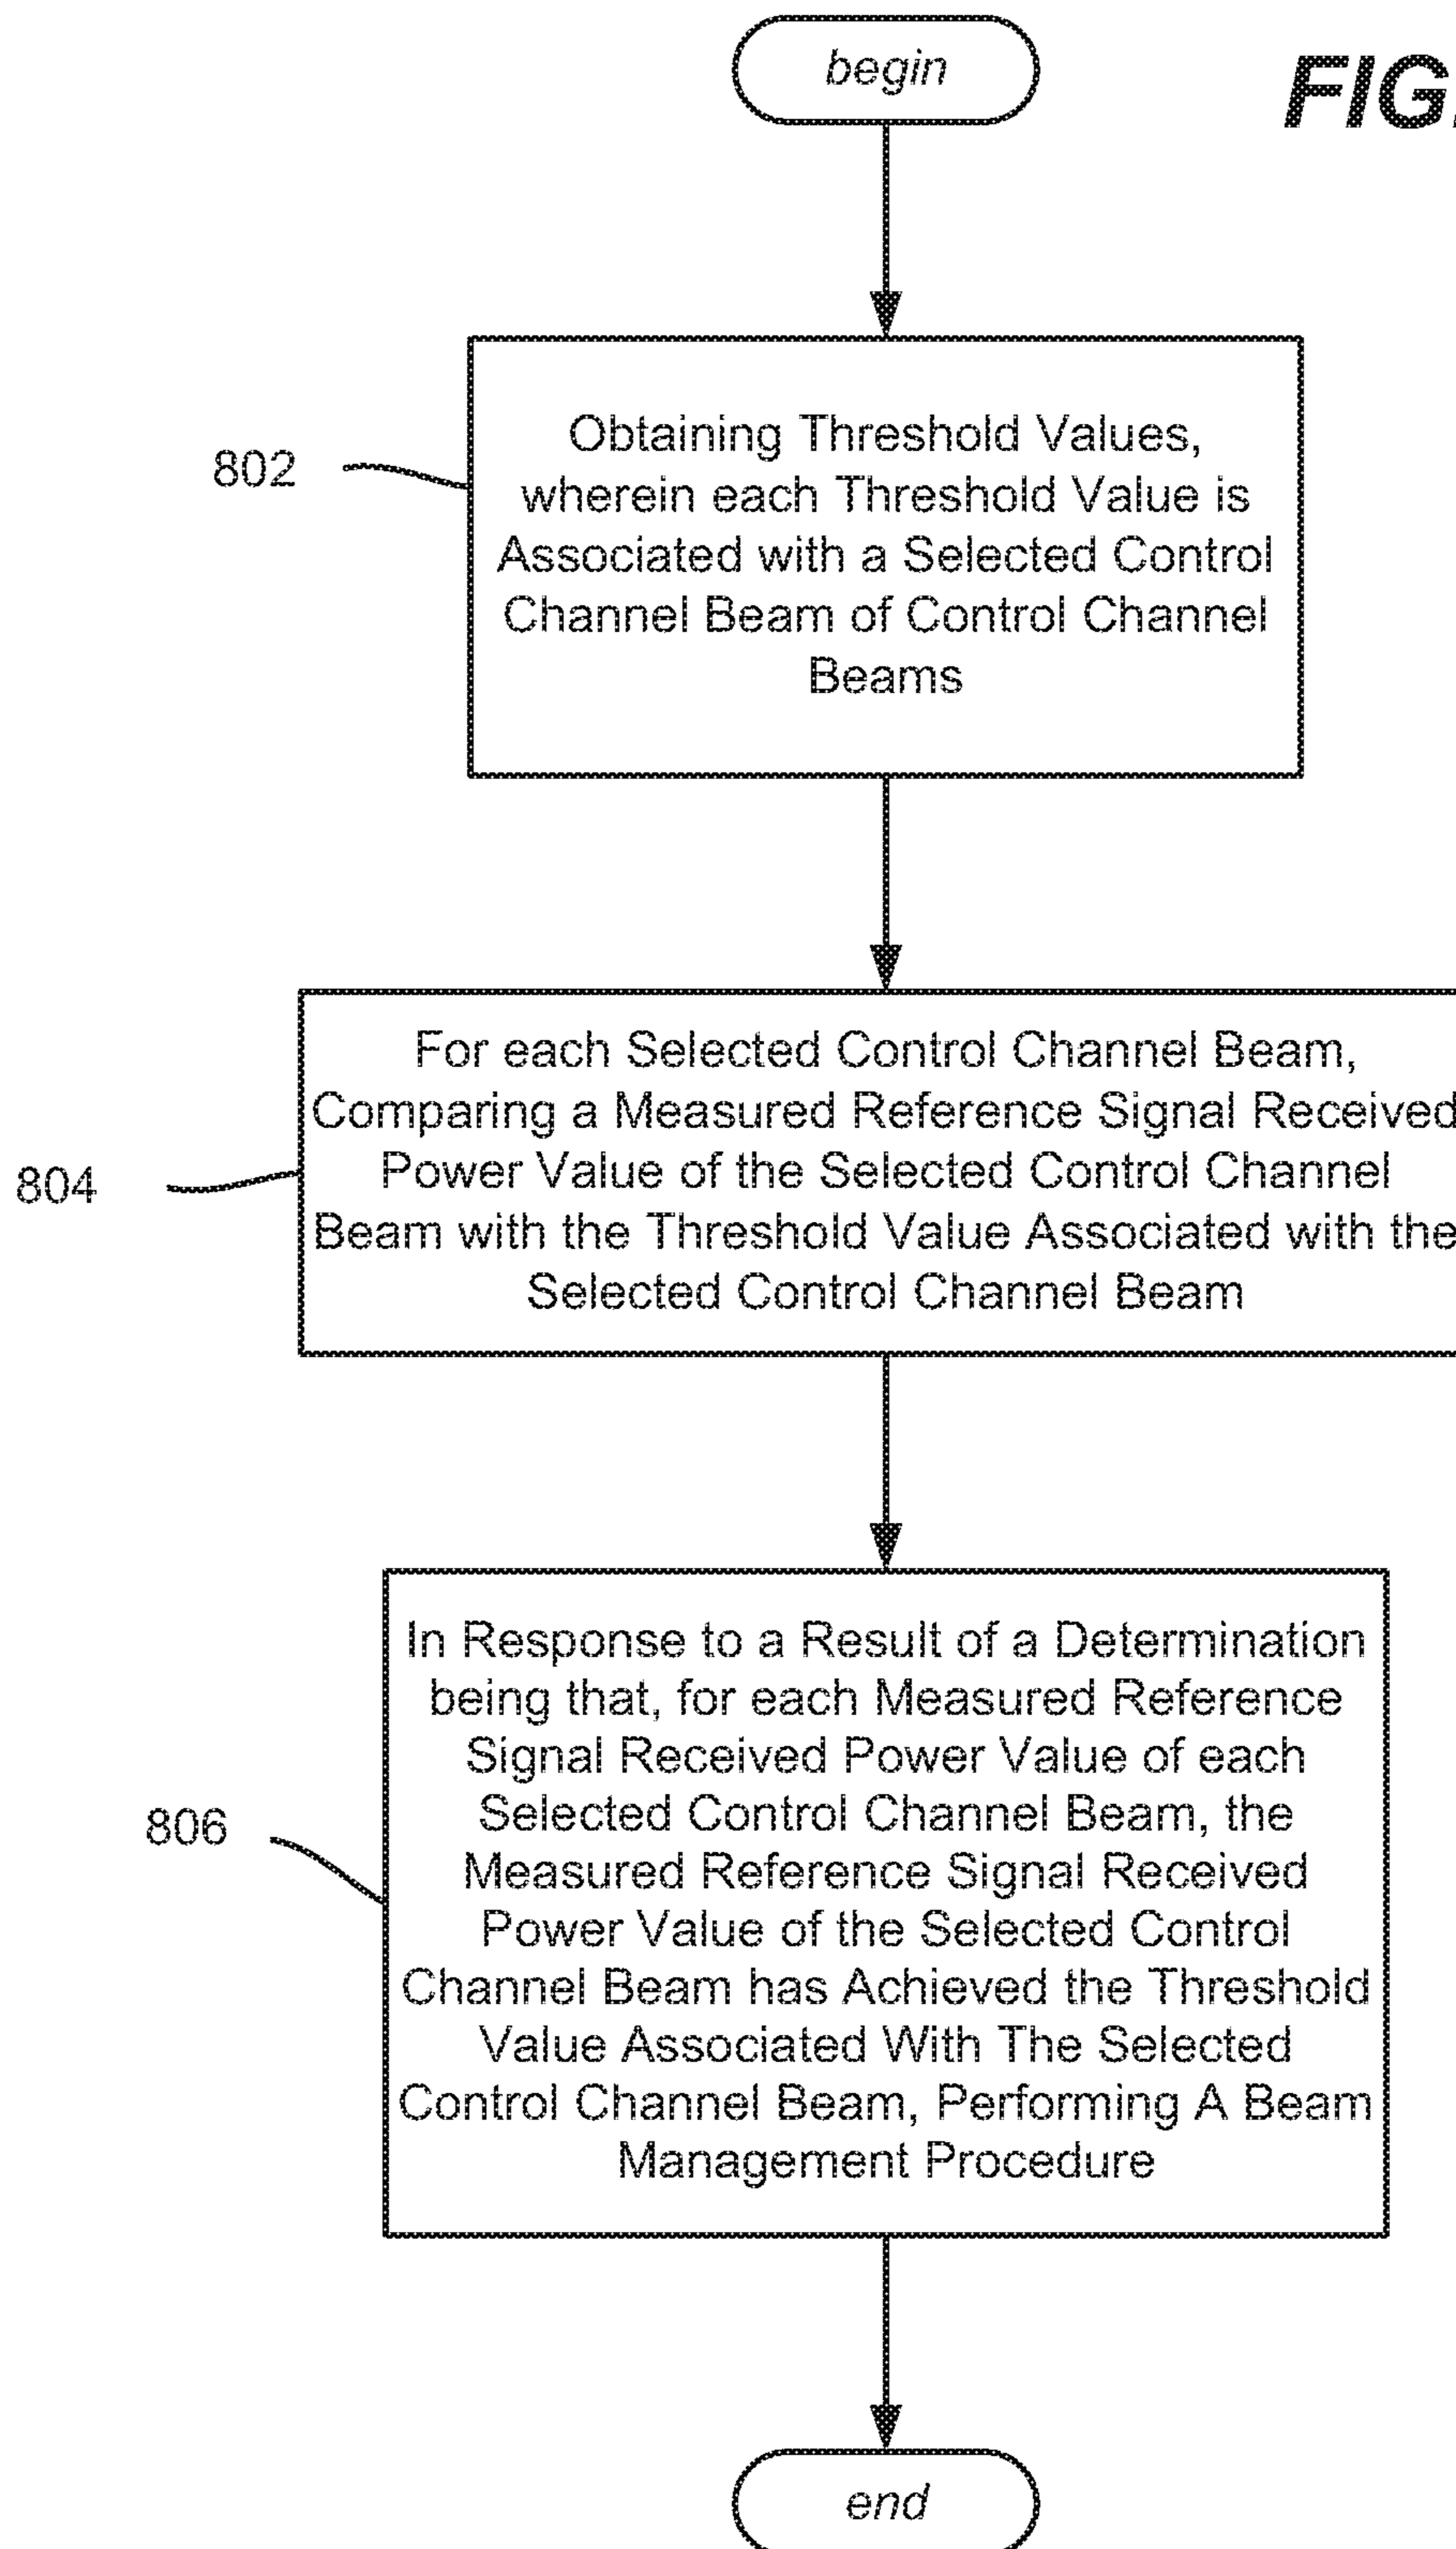 begin
FIG.
802
Obtaining Threshold Values,
wherein each Threshold Value is
Associated with a Selected Control
Channel Beam of Control Channel
Beams
804
For each Selected Control Channel Beam,
Comparing a Measured Reference Signal Received
Power Value of the Selected Control Channel
Beam with the Threshold Value Associated with the
Selected Control Channel Beam
806
In Response to a Result of a Determination
being that, for each Measured Reference
Signal Received Power Value of each
Selected Control Channel Beam, the
Measured Reference Signal Received
Power Value of the Selected Control
Channel Beam has Achieved the Threshold
Value Associated With The Selected
Control Channel Beam, Performing A Beam
Management Procedure
end